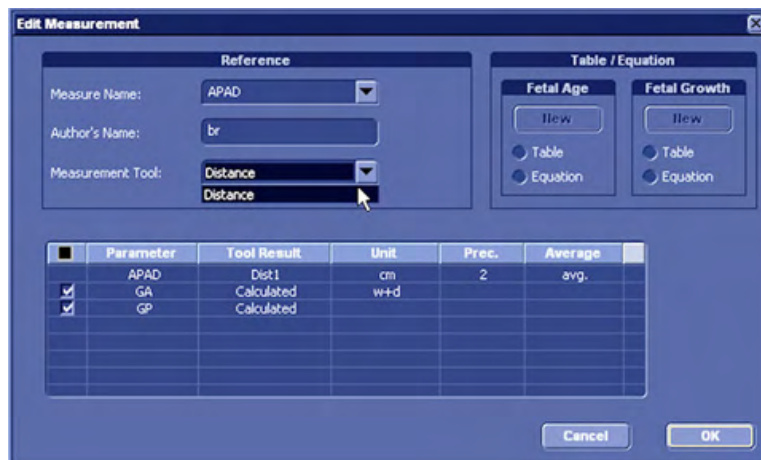 Edit Measurement
Reference
Measure Name: APAD
Author's Name: br
Measurement Tool: Distance
Distance
Table / Equation
Fetal Age Fetal Growth
New New
Table Table
Equation Equation
Parameter Tool Result Unit Prec. Average
APAD Dist1 cm 2 avg.
GA Calculated w+d
GP Calculated
Cancel OK